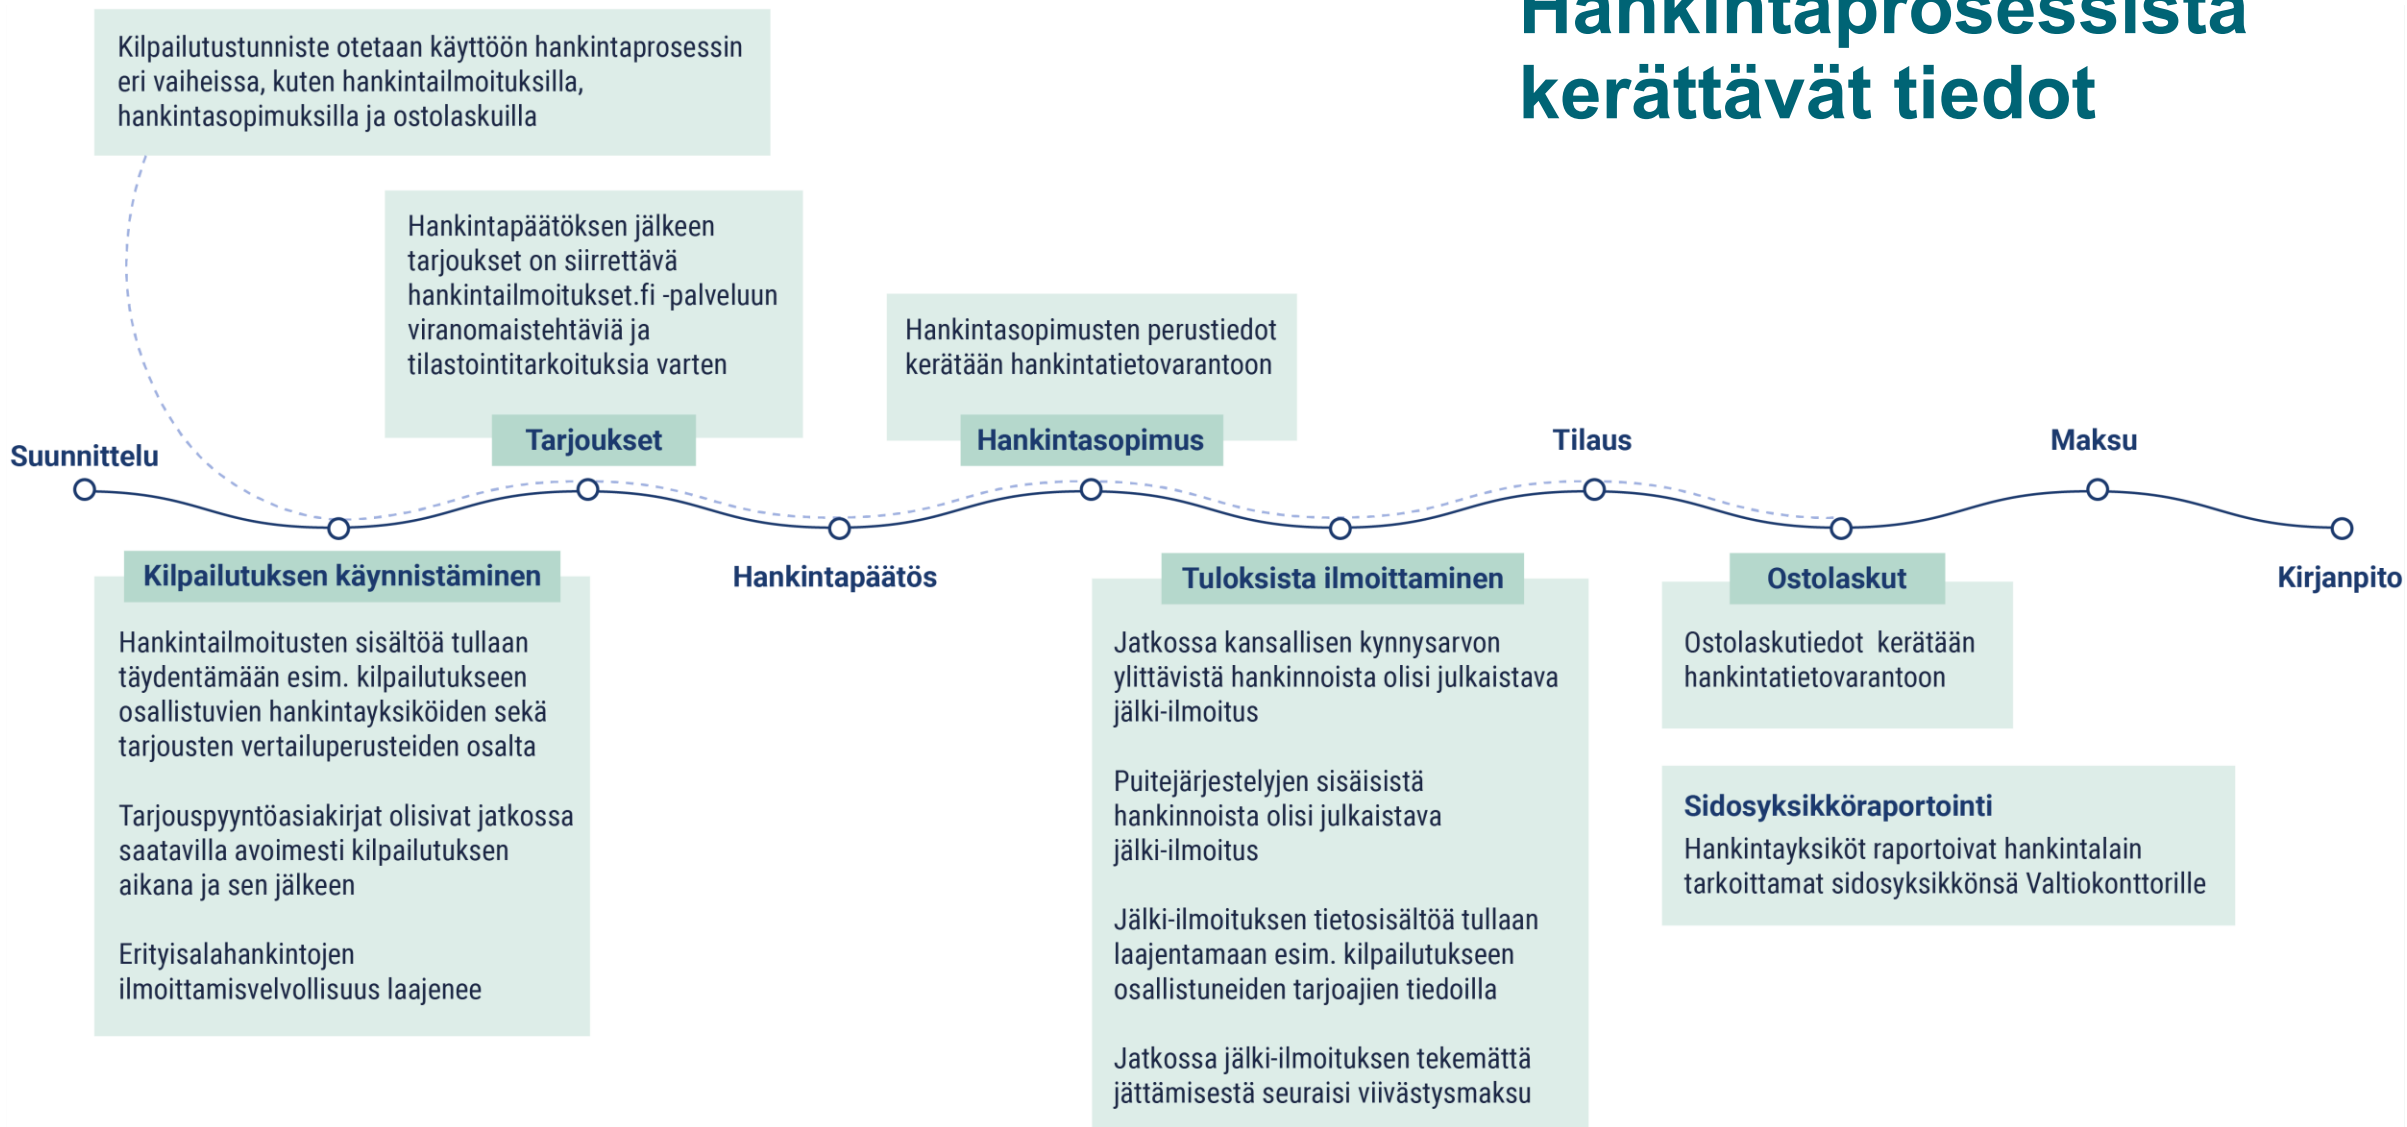 Hankintaprosessista
kerättävät tiedot
Kilpailutustunniste otetaan käyttöön hankintaprosessin
eri vaiheissa, kuten hankintailmoituksilla,
hankintasopimuksilla ja ostolaskuilla
Hankintapäätöksen jälkeen
tarjoukset on siirrettävä
hankintailmoitukset.fi -palveluun
viranomaistehtäviä ja
tilastointitarkoituksia varten
Hankintasopimusten perustiedot
kerätään hankintatietovarantoon
Suunnittelu
Tarjoukset
Hankintasopimus
Tilaus
Maksu
Kilpailutuksen käynnistäminen
Hankintapäätös
Tuloksista ilmoittaminen
Ostolaskut
Kirjanpito
Hankintailmoitusten sisältöä tullaan
täydentämään esim. kilpailutukseen
osallistuvien hankintayksiköiden sekä
tarjousten vertailuperusteiden osalta
Tarjouspyyntöasiakirjat olisivat jatkossa
saatavilla avoimesti kilpailutuksen
aikana ja sen jälkeen
Erityisalahankintojen
ilmoittamisvelvollisuus laajenee
Jatkossa kansallisen kynnysarvon
ylittävistä hankinnoista olisi julkaistava
jälki-ilmoitus
Puitejärjestelyjen sisäisistä
hankinnoista olisi julkaistava
jälki-ilmoitus
Jälki-ilmoituksen tietosisältöä tullaan
laajentamaan esim. kilpailutukseen
osallistuneiden tarjoajien tiedoilla
Jatkossa jälki-ilmoituksen tekemättä
jättämisestä seuraisi viivästysmaksu
Ostolaskutiedot kerätään
hankintatietovarantoon
Sidosyksikköraportointi
Hankintayksiköt raportoivat hankintalain
tarkoittamat sidosyksikkönsä Valtiokonttorille